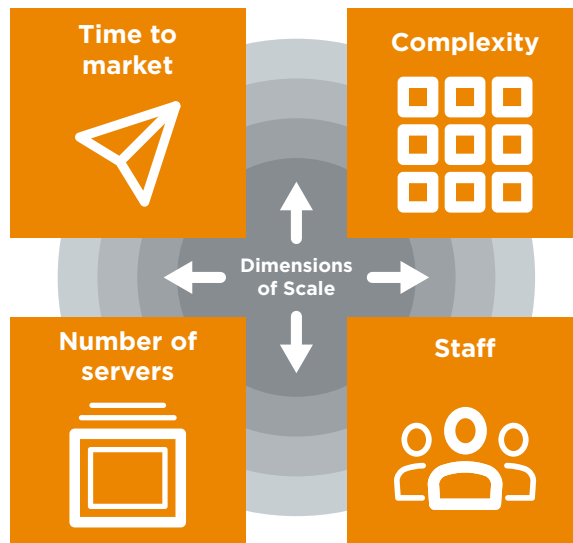 Time to
market
Complexity
Dimensions
of Scale
Number of
servers
Staff